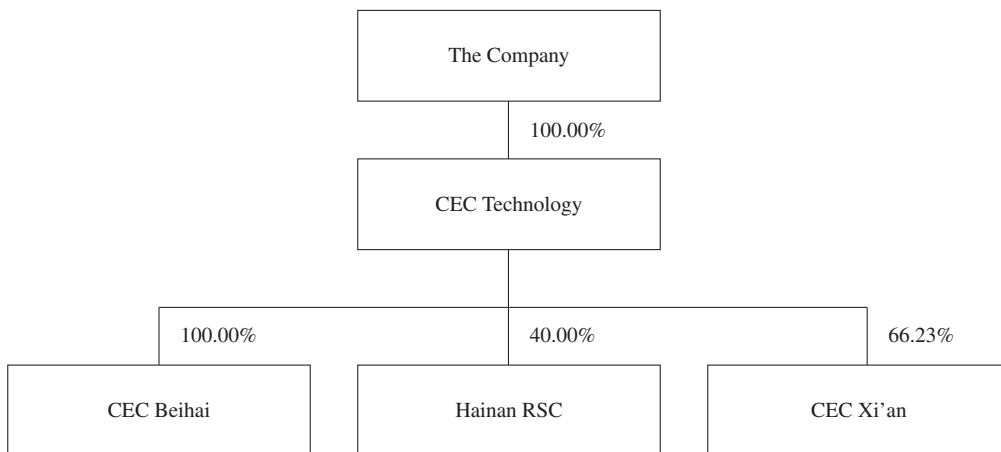 The Company
100.00%
CEC Technology
100.00%
40.00%
66.23%
CEC Beihai
Hainan RSC
CEC Xi’an